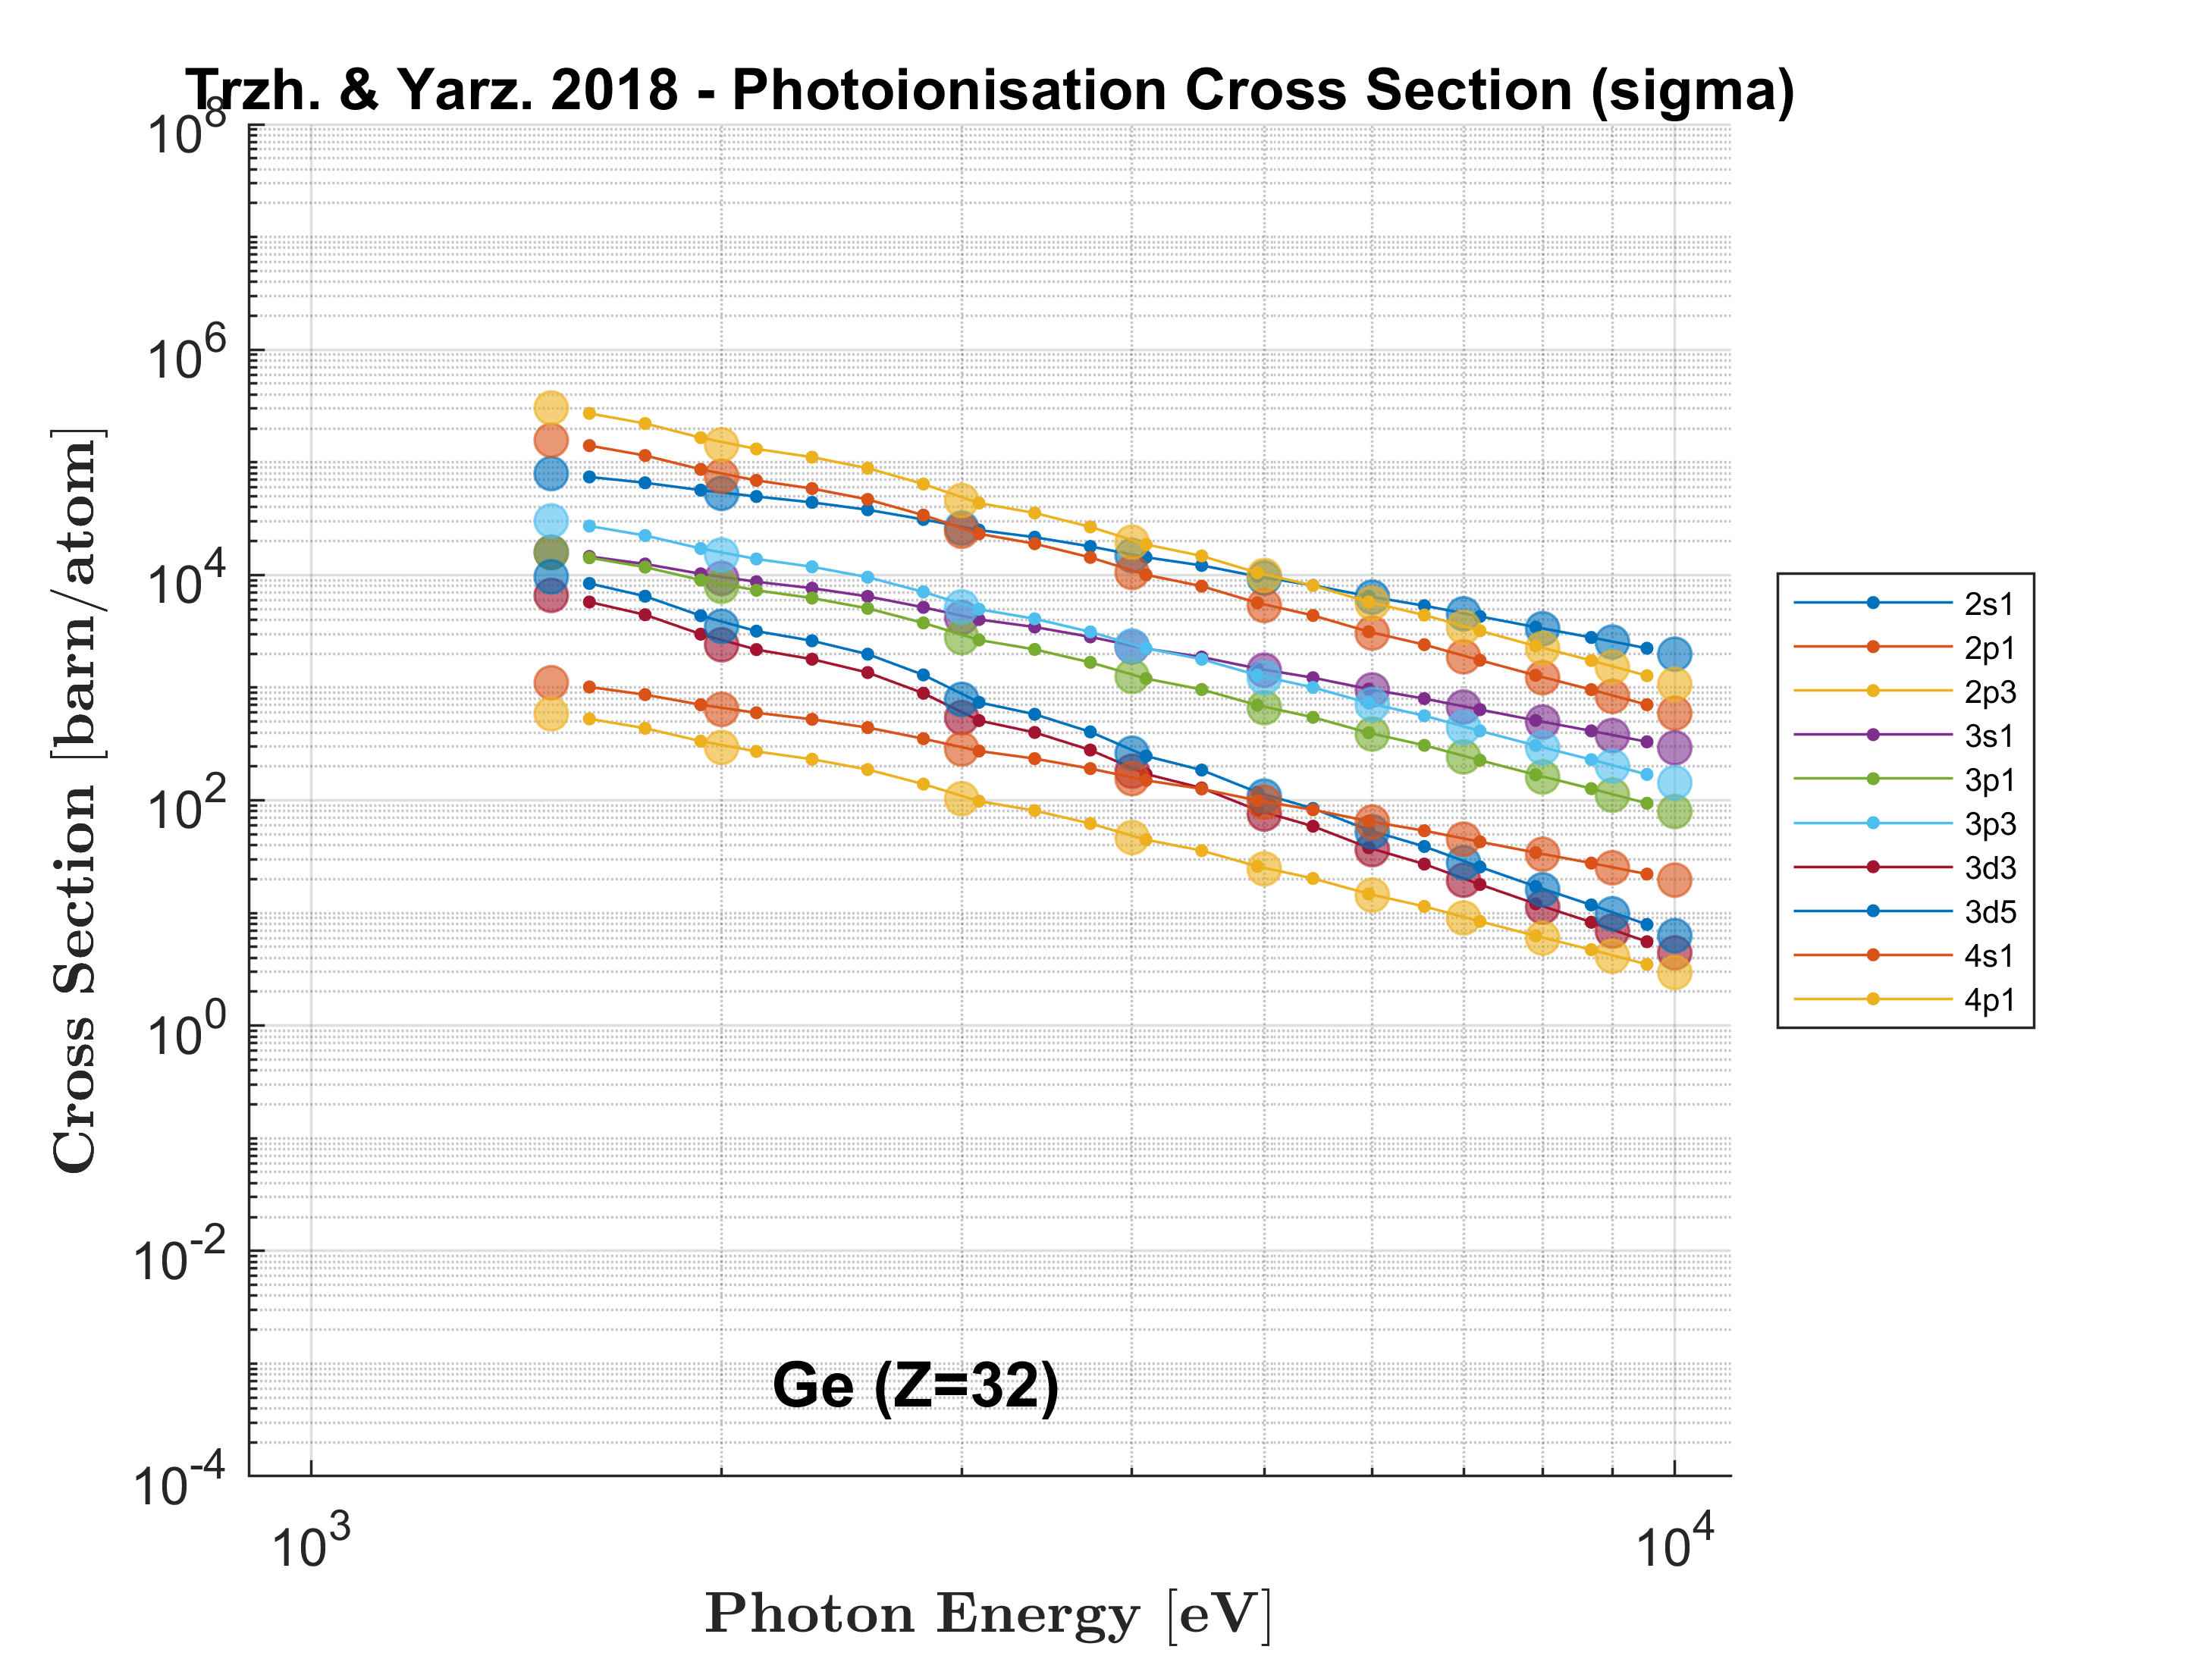 Trzh. & Yarz. 2018 - Photoionisation Cross Section (sigma)
10^8
10^6
10^4
10^2
10^0
10^-2
10^-4
Cross Section [barn/atom]
2s1
2p1
2p3
3s1
3p1
3p3
3d3
3d5
4s1
4p1
Ge (Z=32)
10^3
10^4
Photon Energy [eV]